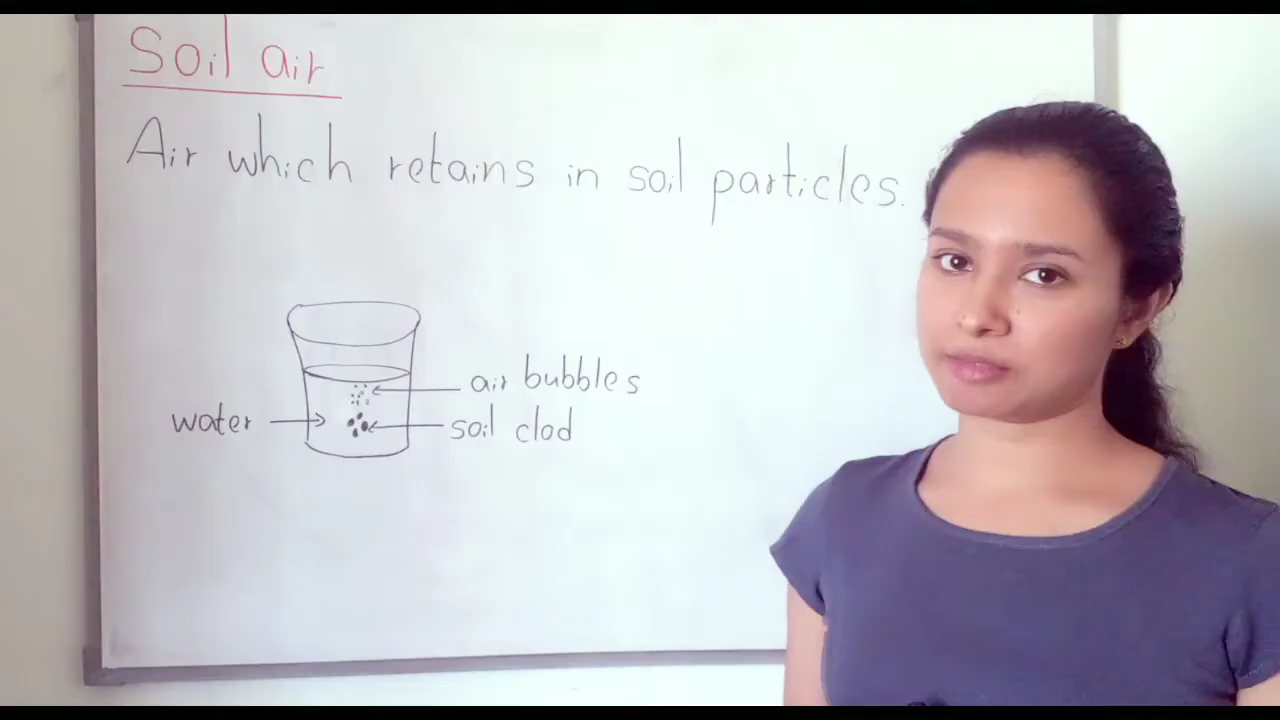 Soil air
Air which retains in soil particles.
air bubbles
water
soil clod